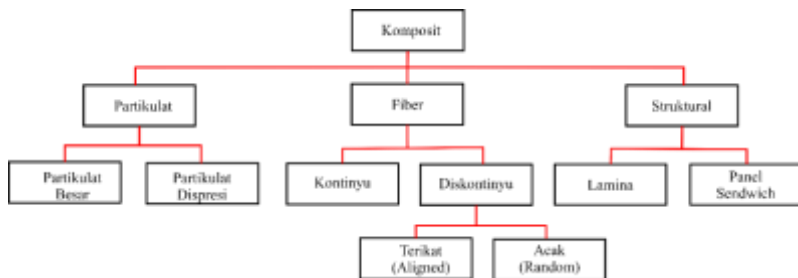 Komposit
Partikulat
Fiber
Struktural
Partikulat
Besar
Partikulat
Dispresi
Kontinyu
Diskontinyu
Lamina
Panel
Sendwich
Terikat
(Aligned)
Acak
(Random)